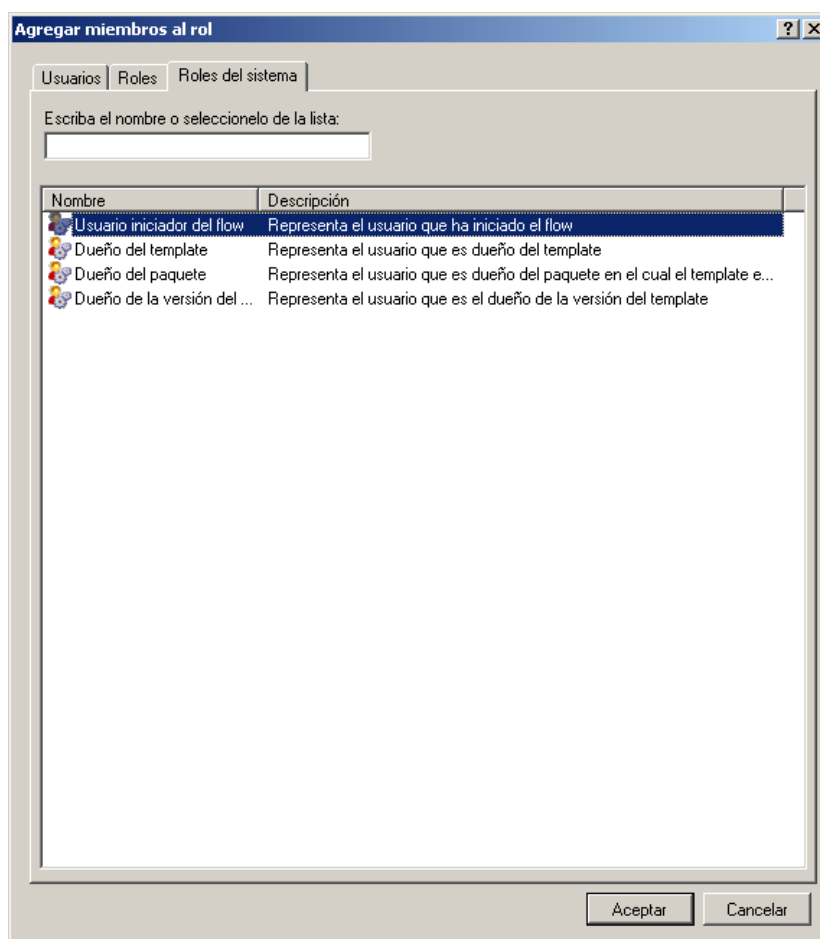 Agregar miembros al rol
Usuarios Roles Roles del sistema
Escriba el nombre o seleccionelo de la lista:
Nombre Descripción
Usuario iniciador del flow Representa el usuario que ha iniciado el flow
Dueño del template Representa el usuario que es dueño del template
Dueño del paquete Representa el usuario que es dueño del paquete en el cual el template e...
Dueño de la versión del ... Representa el usuario que es el dueño de la versión del template
Aceptar Cancelar